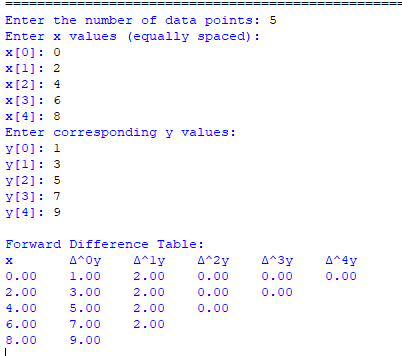 ==================================================
Enter the number of data points: 5
Enter x values (equally spaced):
x[0]: 0
x[1]: 2
x[2]: 4
x[3]: 6
x[4]: 8
Enter corresponding y values:
y[0]: 1
y[1]: 3
y[2]: 5
y[3]: 7
y[4]: 9
Forward Difference Table:
x Δ^0y Δ^1y Δ^2y Δ^3y Δ^4y
0.00 1.00 2.00 0.00 0.00 0.00
2.00 3.00 2.00 0.00 0.00
4.00 5.00 2.00 0.00
6.00 7.00 2.00
8.00 9.00